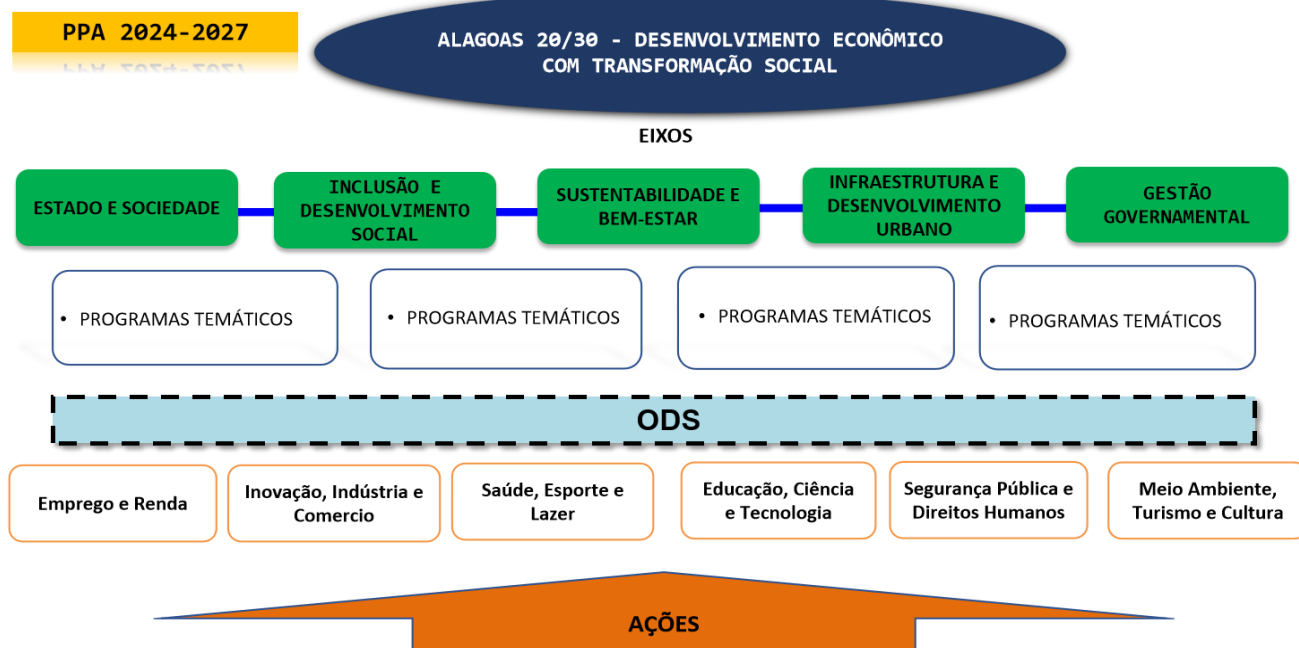 PPA 2024-2027
ALAGOAS 20/30 - DESENVOLVIMENTO ECONÔMICO
COM TRANSFORMAÇÃO SOCIAL
EIXOS
ESTADO E SOCIEDADE
INCLUSÃO E
DESENVOLVIMENTO
SOCIAL
SUSTENTABILIDADE E
BEM-ESTAR
INFRAESTRUTURA E
DESENVOLVIMENTO
URBANO
GESTÃO
GOVERNAMENTAL
• PROGRAMAS TEMÁTICOS
• PROGRAMAS TEMÁTICOS
• PROGRAMAS TEMÁTICOS
• PROGRAMAS TEMÁTICOS
ODS
Emprego e Renda
Inovação, Indústria e
Comercio
Saúde, Esporte e
Lazer
Educação, Ciência
e Tecnologia
Segurança Pública e
Direitos Humanos
Meio Ambiente,
Turismo e Cultura
AÇÕES